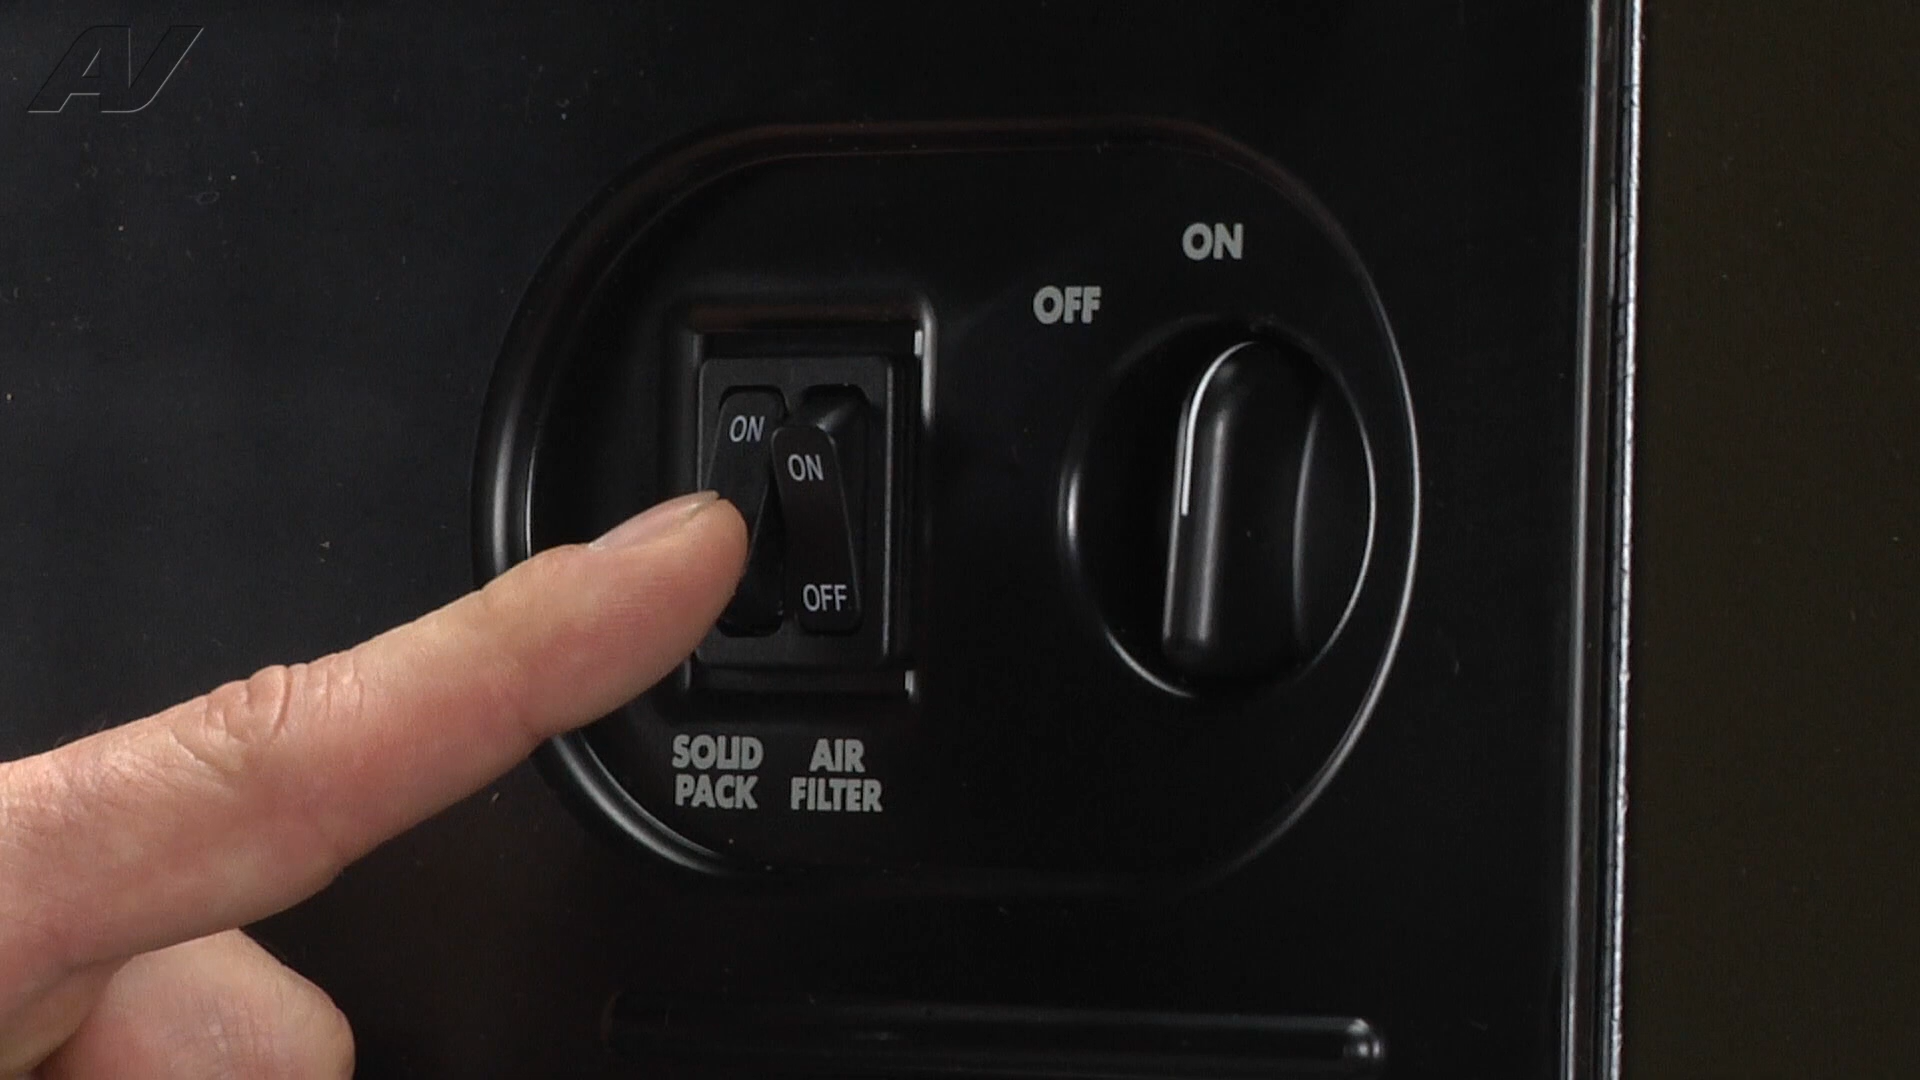 AV
ON
OFF
ON
ON
OFF
SOLID
PACK
AIR
FILTER